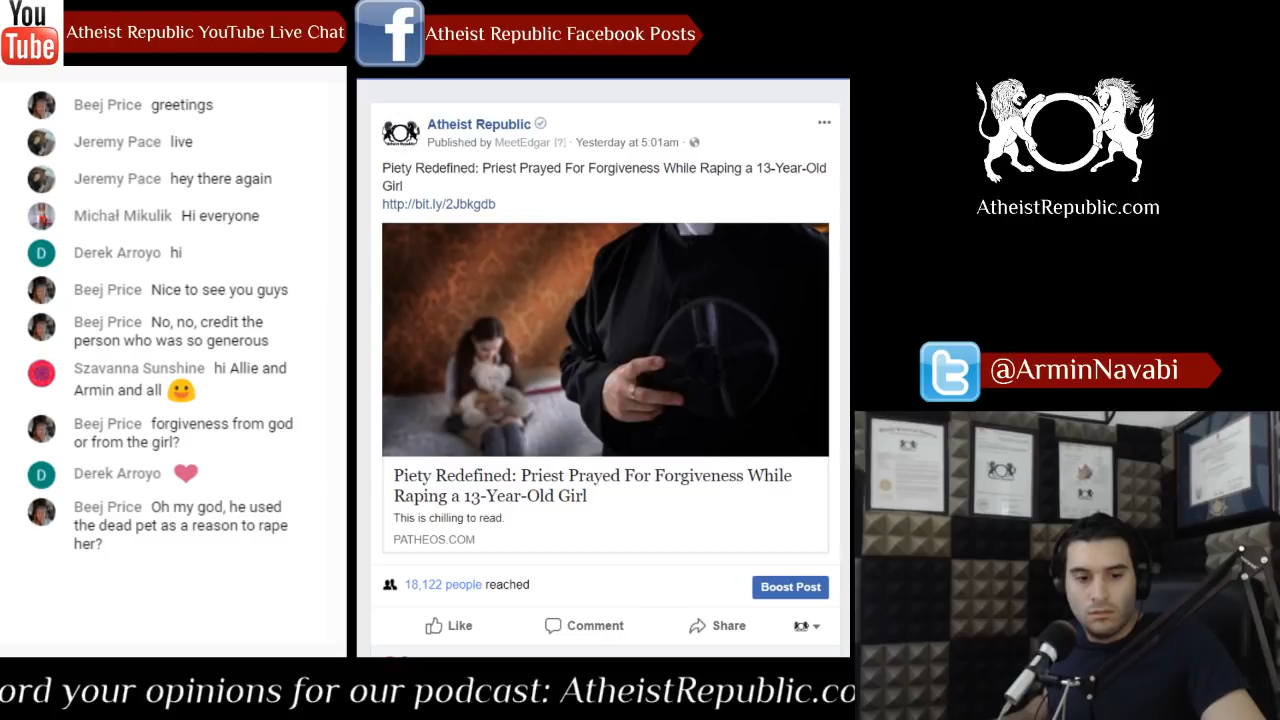 You
Tube
Atheist Republic YouTube Live Chat
f
Atheist Republic Facebook Posts
Beej Price greetings
Jeremy Pace live
Jeremy Pace hey there again
Michał Mikulik Hi everyone
Derek Arroyo hi
D
Beej Price Nice to see you guys
Beej Price No, no, credit the
person who was so generous
Szavanna Sunshine hi Allie and
Armin and all
Beej Price forgiveness from god
or from the girl?
D
Derek Arroyo
Beej Price Oh my god, he used
the dead pet as a reason to rape
her?
Atheist Republic
Published by MeetEdgar [?] · Yesterday at 5:01am ·
Piety Redefined: Priest Prayed For Forgiveness While Raping a 13-Year-Old
Girl
http://bit.ly/2Jbkgdb
Piety Redefined: Priest Prayed For Forgiveness While
Raping a 13-Year-Old Girl
This is chilling to read.
PATHEOS.COM
18,122 people reached
Boost Post
Like
Comment
Share
AtheistRepublic.com
@ArminNavabi
ord your opinions for our podcast: AtheistRepublic.co